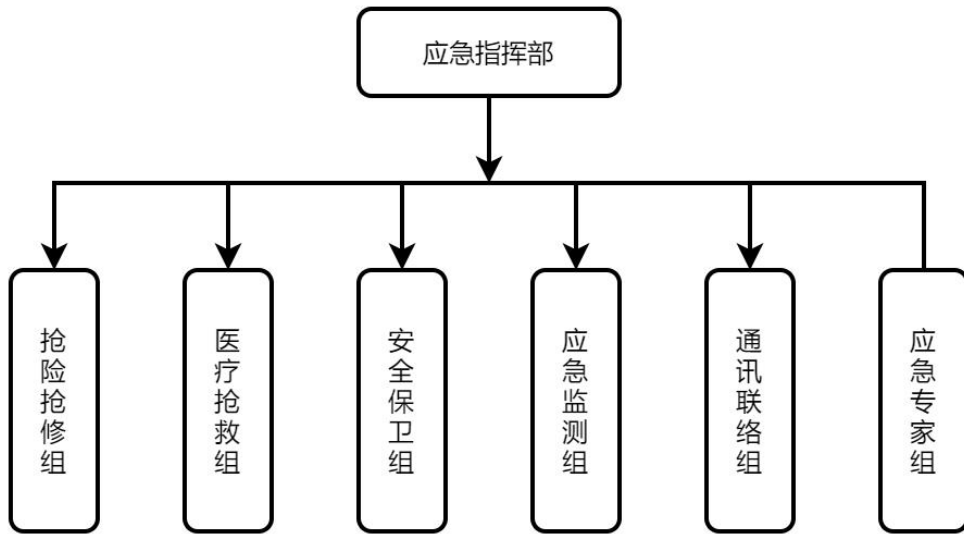 应急指挥部
抢险抢修组
医疗抢救组
安全保卫组
应急监测组
通讯联络组
应急专家组